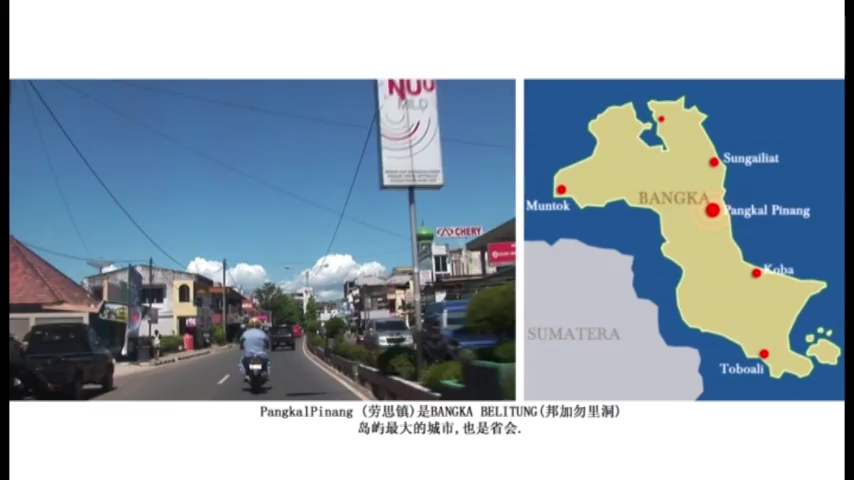 NUU
MILD
CHERY
Sungailiat
BANGKA
Muntok
Pangkal Pinang
Koba
SUMATERA
Toboali
PangkalPinang (劳思镇)是BANGKA BELITUNG(邦加勿里洞)
岛屿最大的城市,也是省会.